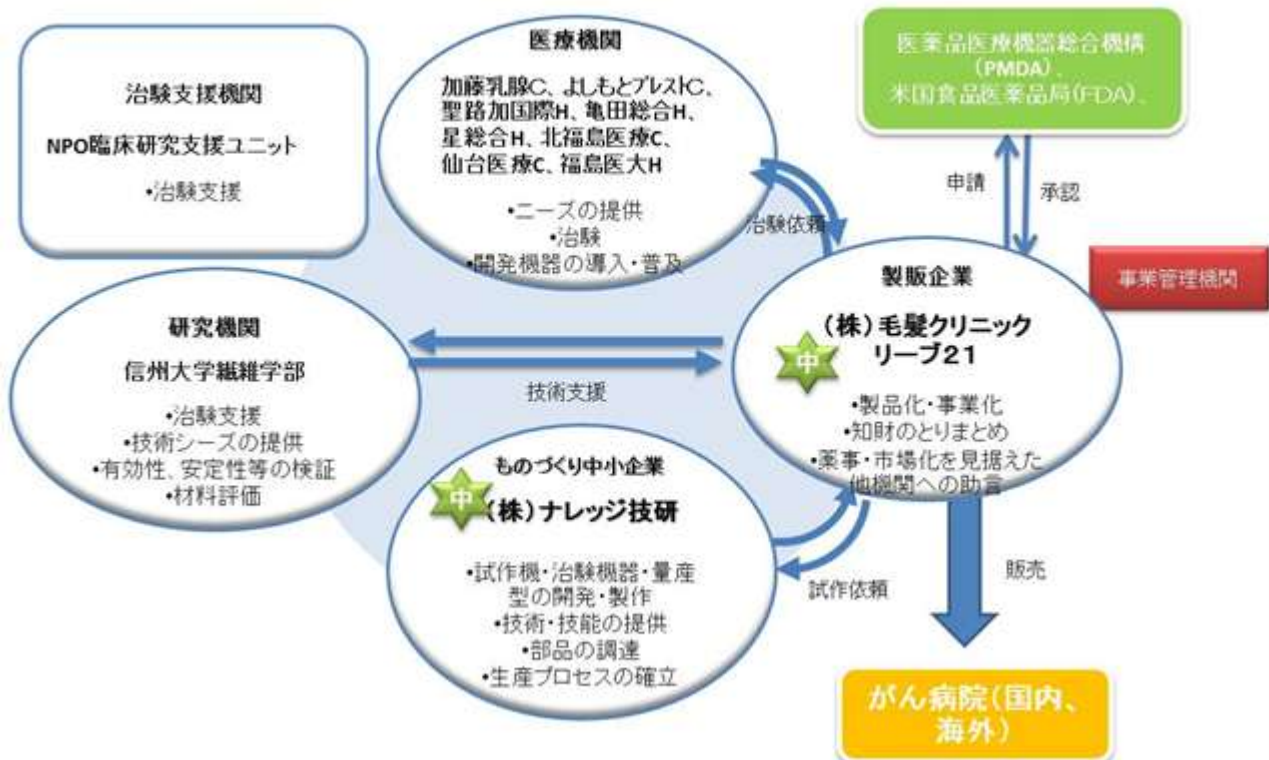 治験支援機関
NPO臨床研究支援ユニット
•治験支援
医療機関
加藤乳腺C、よしもとブレストC、
聖路加国際H、亀田総合H、
星総合H、北福島医療C、
仙台医療C、福島医大H
•ニーズの提供
•治験
•開発機器の導入・普及
医薬品医療機器総合機構
(PMDA)、
米国食品医薬品局(FDA)、
申請
承認
治験依頼
事業管理機関
製販企業
(株)毛髪クリニック
リーブ21
中
•製品化・事業化
•知財のとりまとめ
•薬事・市場化を見据えた
他機関への助言
研究機関
信州大学繊維学部
•治験支援
•技術シーズの提供
•有効性、安定性等の検証
•材料評価
技術支援
ものづくり中小企業
中
(株)ナレッジ技研
•試作機・治験機器・量産
型の開発・製作
•技術・技能の提供
•部品の調達
•生産プロセスの確立
試作依頼
販売
がん病院(国内、
海外)